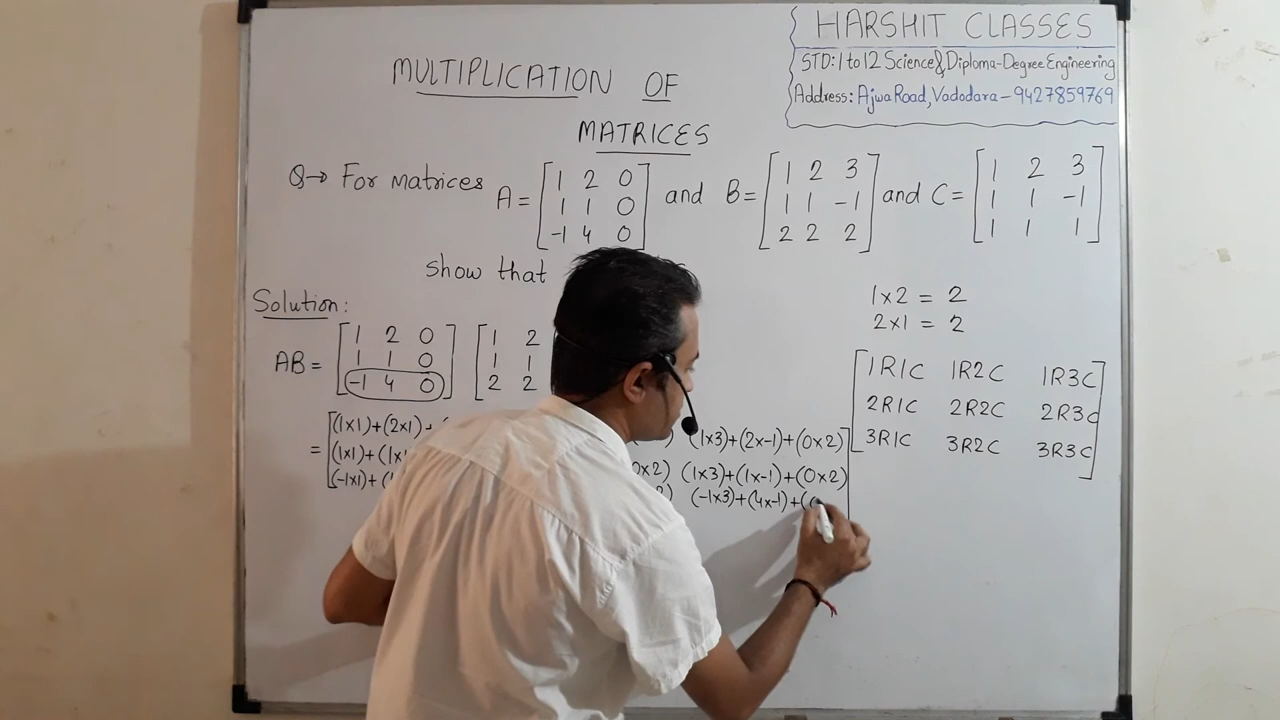 HARSHIT CLASSES
STD: 1 to 12 Science & Diploma-Degree Engineering
Address: Ajwa Road, Vadodara – 9427859769
MULTIPLICATION OF
MATRICES
Q→ For matrices A = [1 2 0 and B = [1 2 3 and C = [1 2 3
1 1 0 1 1 -1 1 1 -1
-1 4 0] 2 2 2] 1 1 1]
show that
Solution:
1×2 = 2
2×1 = 2
AB = [1 2 0 [1 2
1 1 0 1 1
-1 4 0] 2 2
[1R1C 1R2C 1R3C
2R1C 2R2C 2R3C
3R1C 3R2C 3R3C]
= [(1×1)+(2×1)+ (1×3)+(2×-1)+(0×2)
(1×1)+ 0×2) (1×3)+(1×-1)+(0×2)
(-1×1)+ (-1×3)+(4×-1)+(